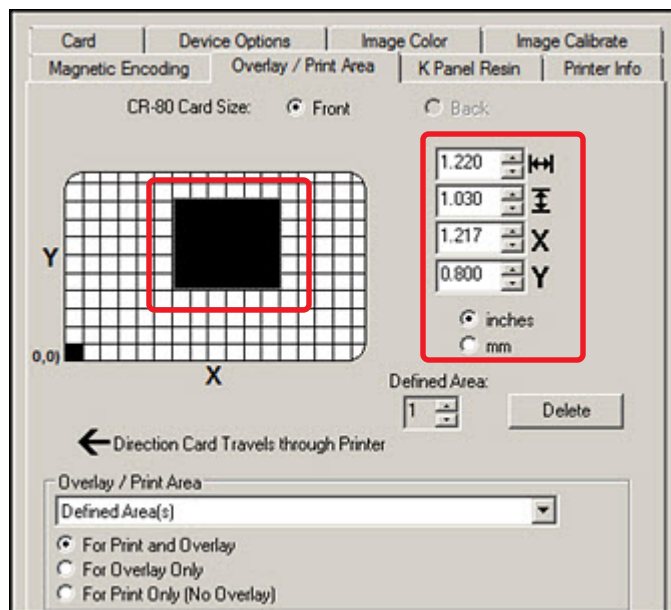 Card Device Options Image Color Image Calibrate
Magnetic Encoding Overlay / Print Area K Panel Resin Printer Info
CR-80 Card Size: Front Back
1.220
1.030
1.217 X
Y 0.800 Y
inches
0,0) mm
X
Defined Area:
1 Delete
Direction Card Travels through Printer
Overlay / Print Area
Defined Area(s)
For Print and Overlay
For Overlay Only
For Print Only (No Overlay)